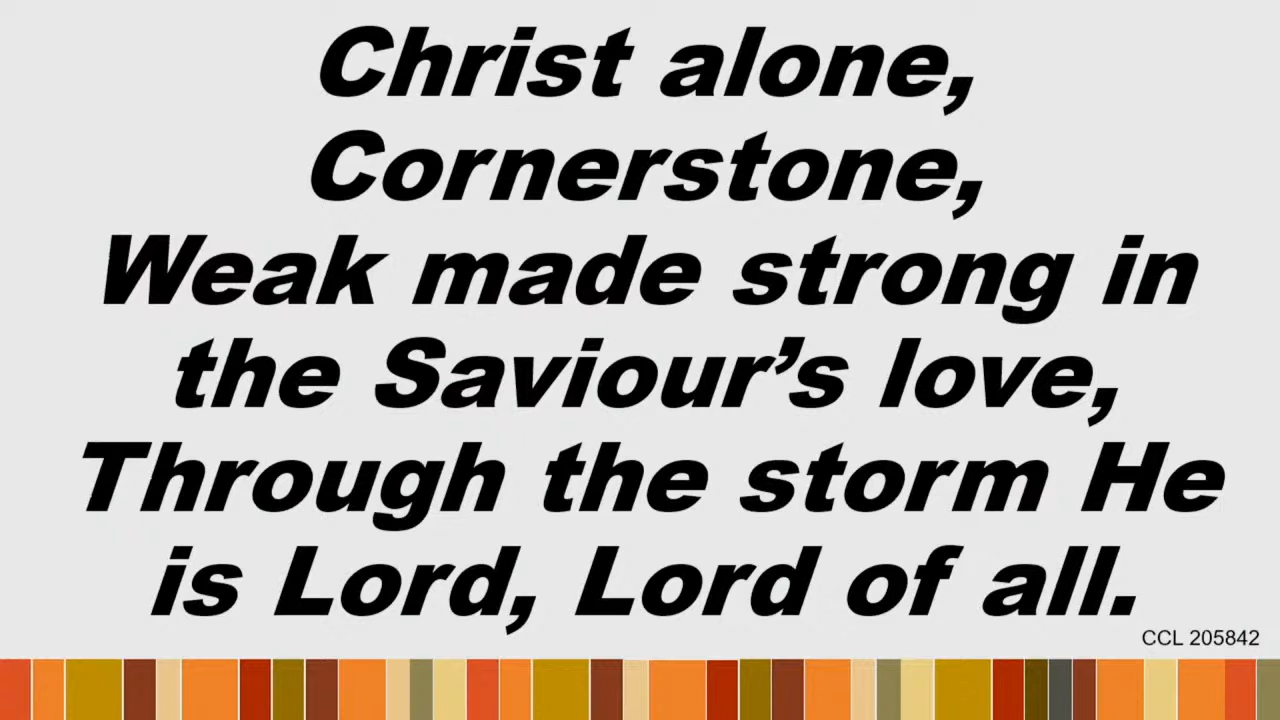 Christ alone,
Cornerstone,
Weak made strong in
the Saviour’s love,
Through the storm He
is Lord, Lord of all.
CCL 205842